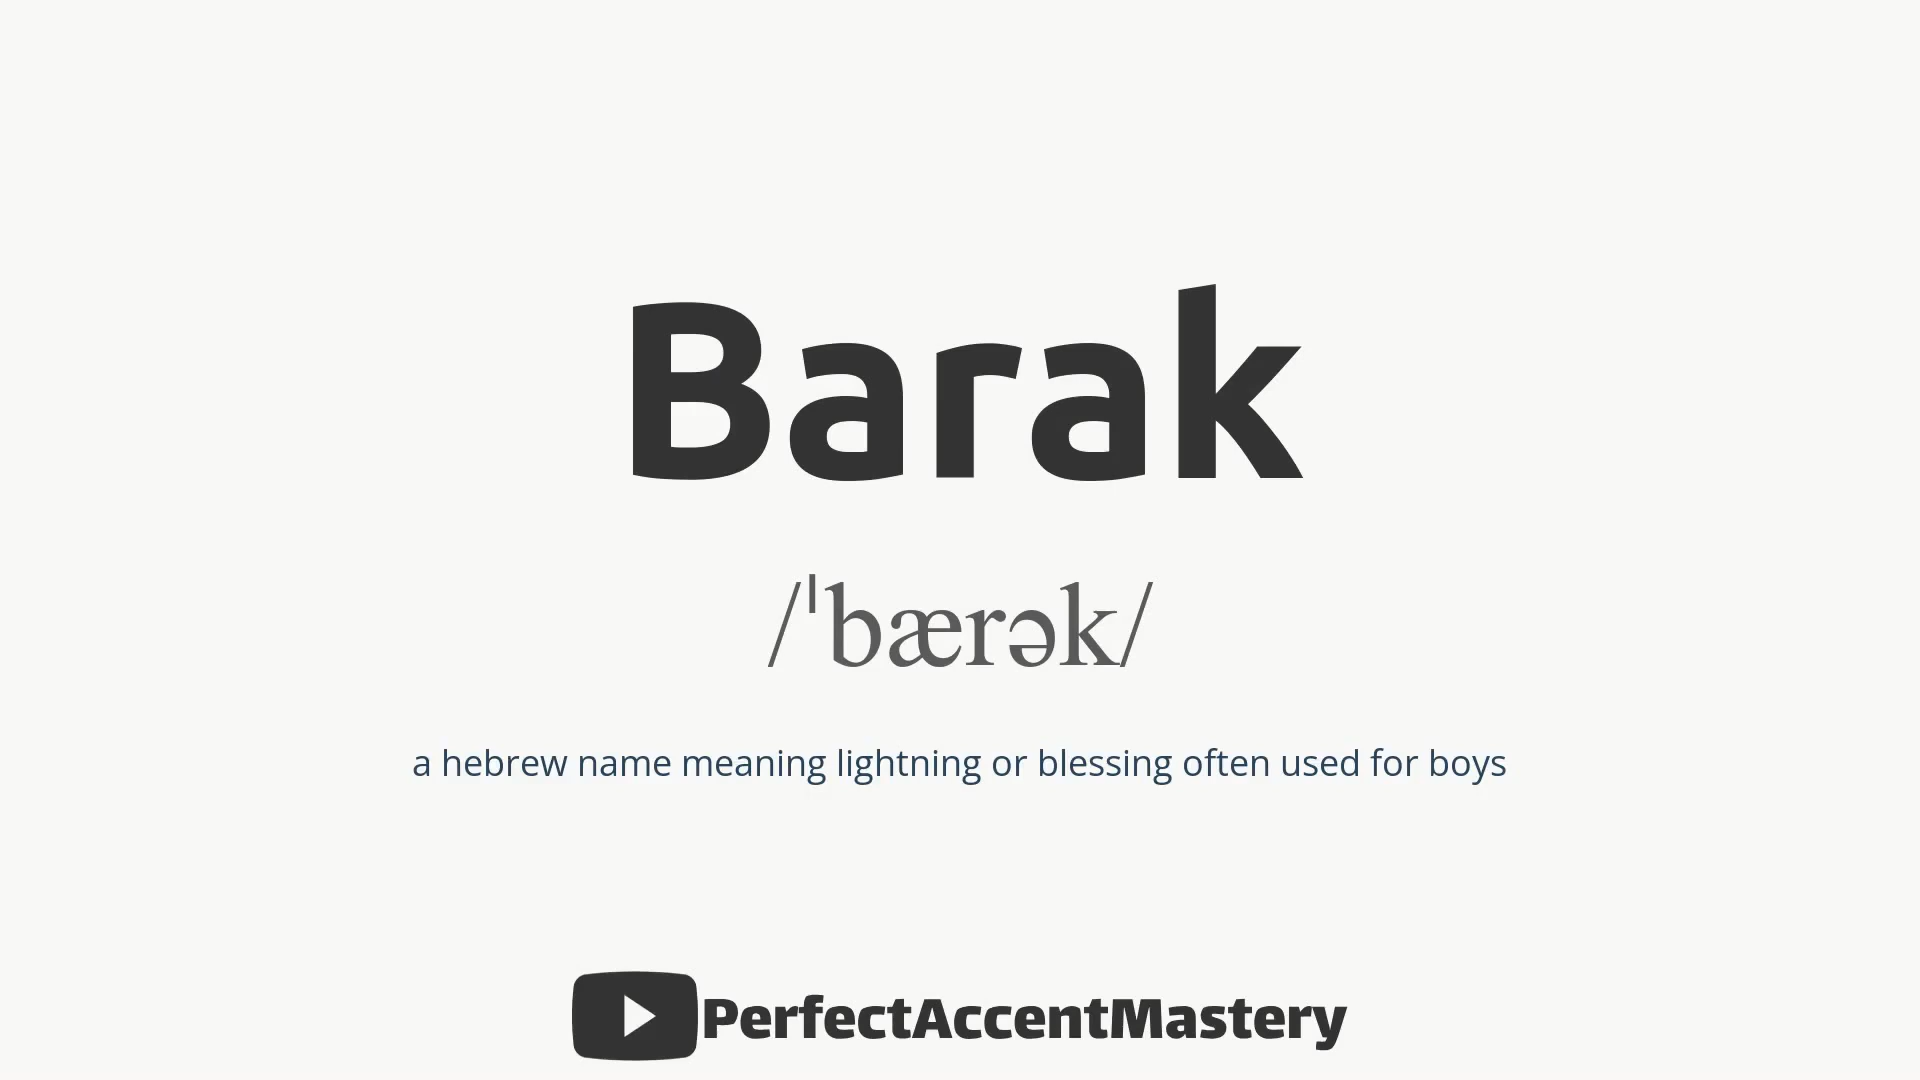 Barak
/ˈbærək/
a hebrew name meaning lightning or blessing often used for boys
PerfectAccentMastery